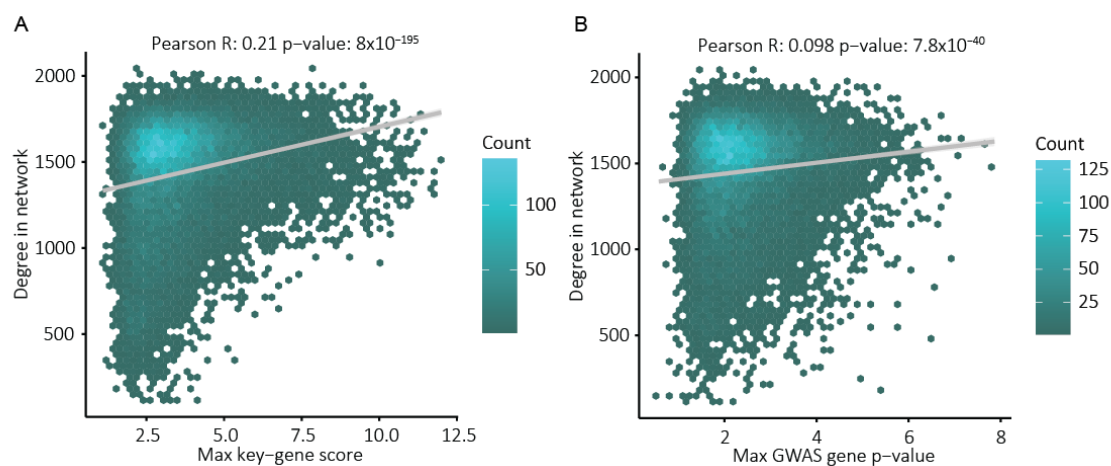 A
Pearson R: 0.21 p−value: 8x10⁻¹⁹⁵
2000
1500
1000
500
Degree in network
2.5 5.0 7.5 10.0 12.5
Max key−gene score
Count
100
50
B
Pearson R: 0.098 p−value: 7.8x10⁻⁴⁰
2000
1500
1000
500
Degree in network
2 4 6 8
Max GWAS gene p−value
Count
125
100
75
50
25